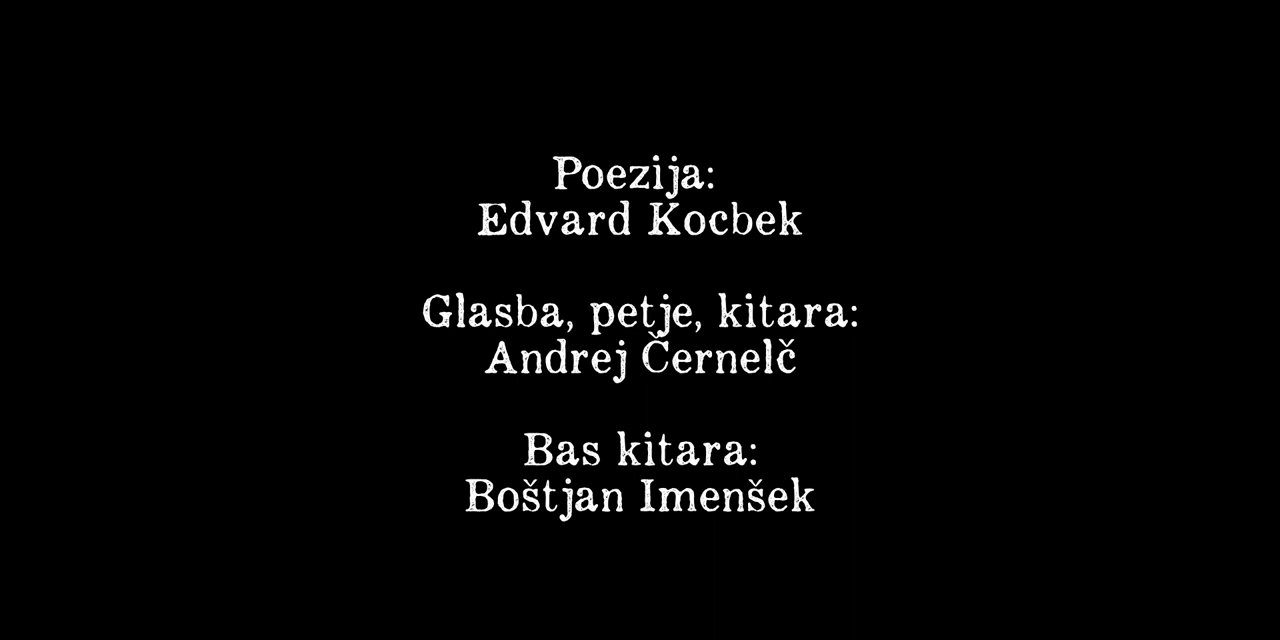 Poezija:
Edvard Kocbek
Glasba, petje, kitara:
Andrej Černelč
Bas kitara:
Boštjan Imenšek